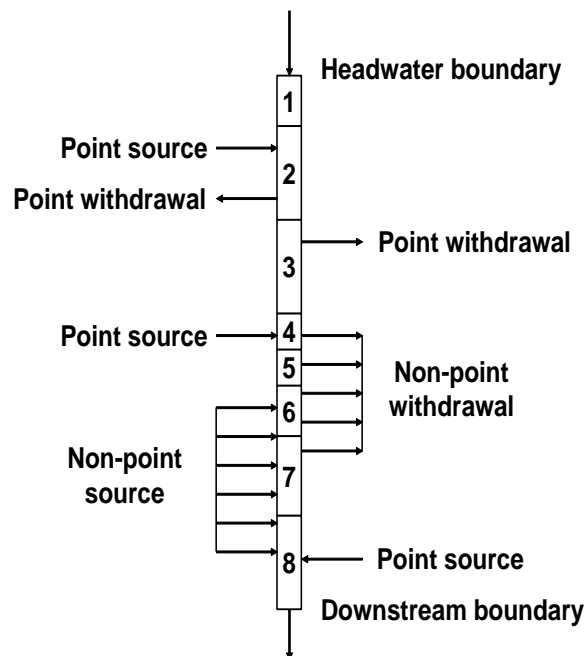 Headwater boundary
1
Point source
2
Point withdrawal
Point withdrawal
3
Point source
4
5
Non-point
withdrawal
6
Non-point
source
7
8
Point source
Downstream boundary